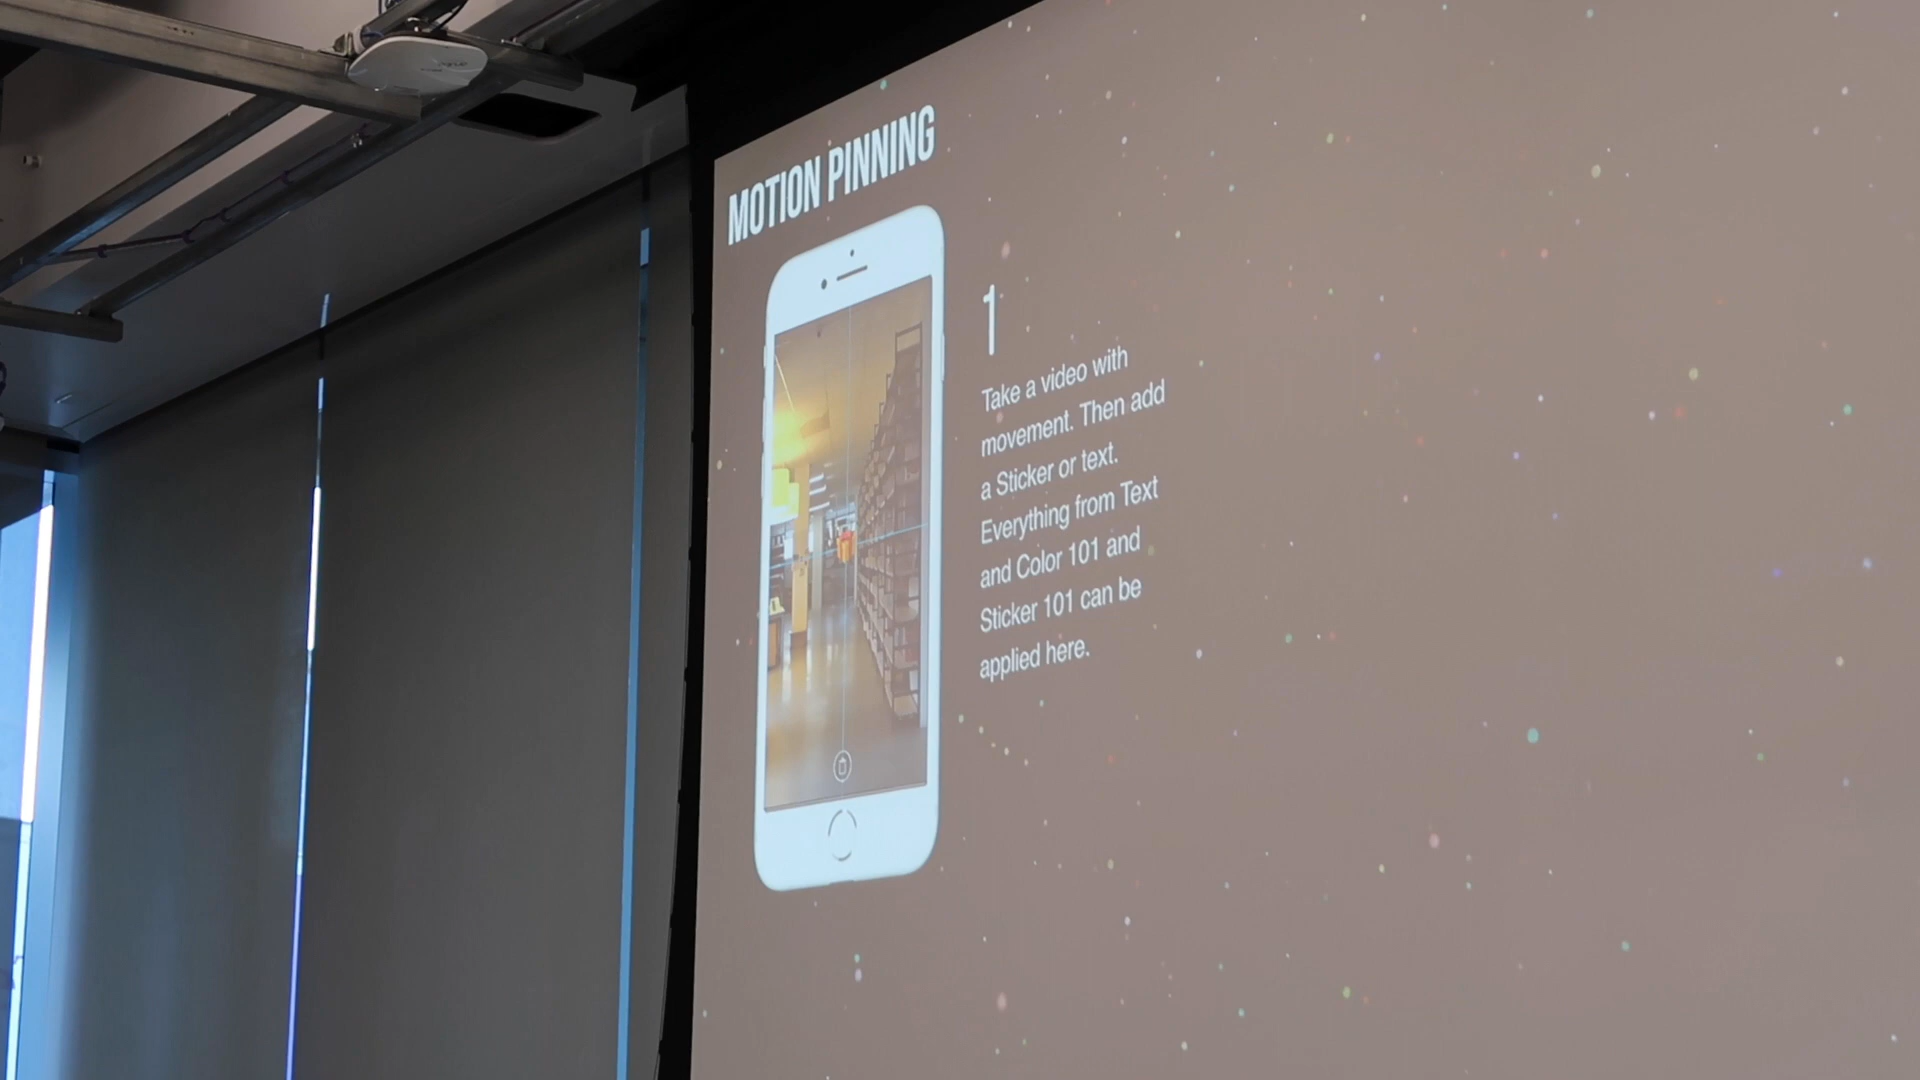 MOTION PINNING
1
Take a video with
movement. Then add
a Sticker or text.
Everything from Text
and Color 101 and
Sticker 101 can be
applied here.